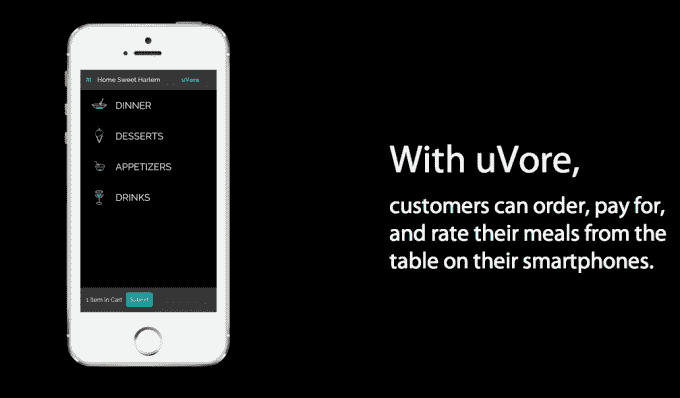 Home Sweet Harlem uVore
DINNER
DESSERTS
APPETIZERS
DRINKS
1 Item in Cart Submit
With uVore,
customers can order, pay for,
and rate their meals from the
table on their smartphones.